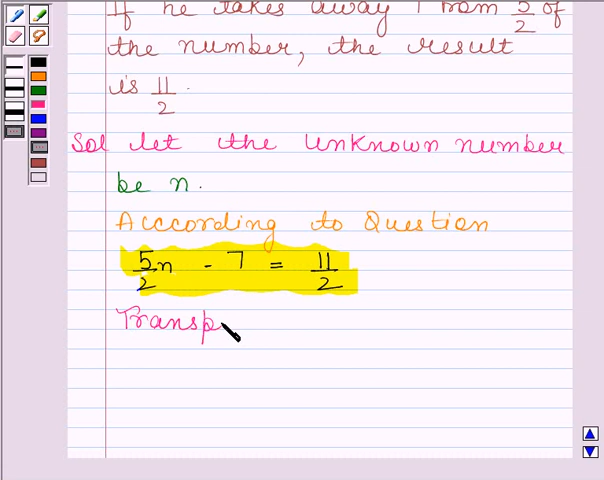 If he takes away 7 from 5/2 of
the number, the result
is 11/2.
Sol let the unknown number
be n.
According to Question
5/2 n - 7 = 11/2
Transp